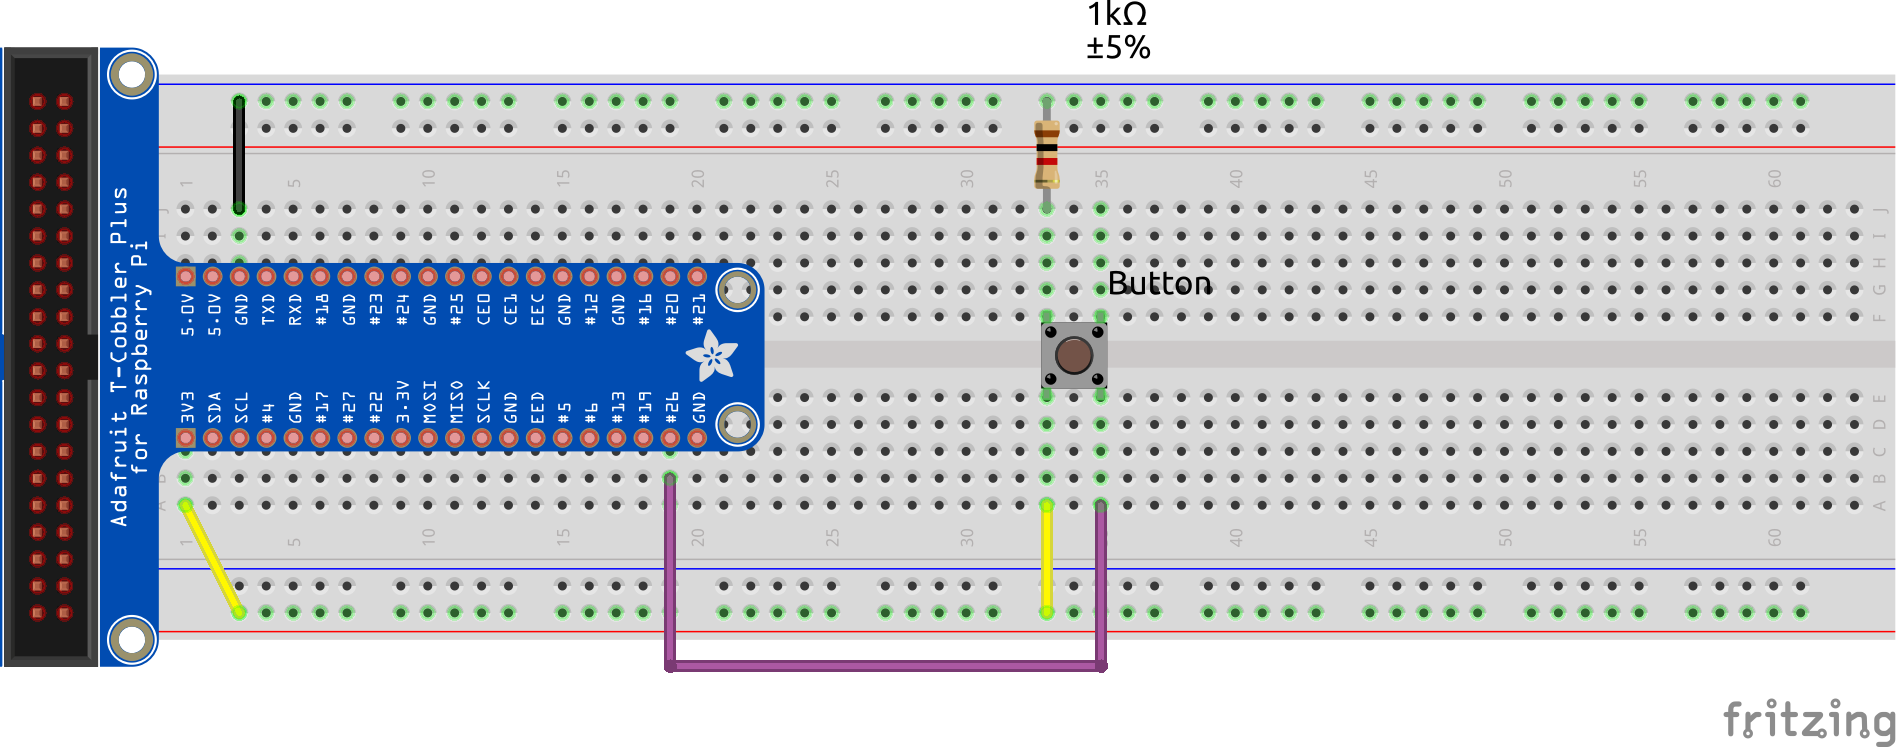 1kΩ
±5%
1 5 10 15 20 25 30 35 40 45 50 55 60
J
I
H
G
F
Button
Adafruit T-Cobbler Plus
for Raspberry Pi
5.0V 5.0V GND TXD RXD #18 GND #23 #24 GND #25 CE0 CE1 EEC GND #12 GND #16 #20 #21
3V3 SDA SCL #4 GND #17 #27 #22 3.3V MOSI MISO SCLK GND EED #5 #6 #13 #19 #26 GND
E
D
C
B
A
1 5 10 15 20 25 30 40 45 50 55 60
fritzing